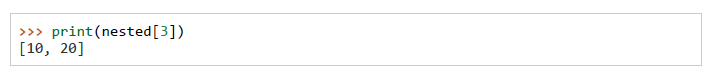 >>> print(nested[3])
[10, 20]